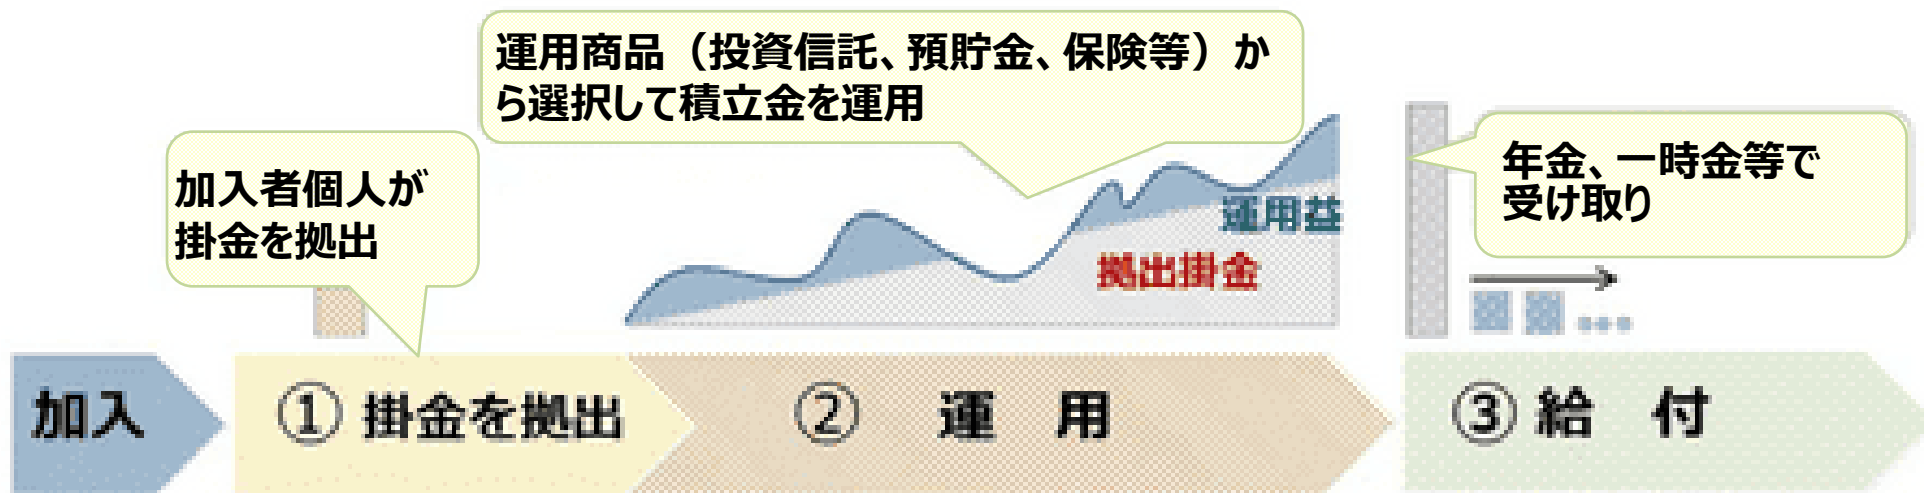 運用商品（投資信託、預貯金、保険等）か
ら選択して積立金を運用
加入者個人が
掛金を拠出
年金、一時金等で
受け取り
運用益
拠出掛金
加入
① 掛金を拠出
② 運 用
③ 給 付